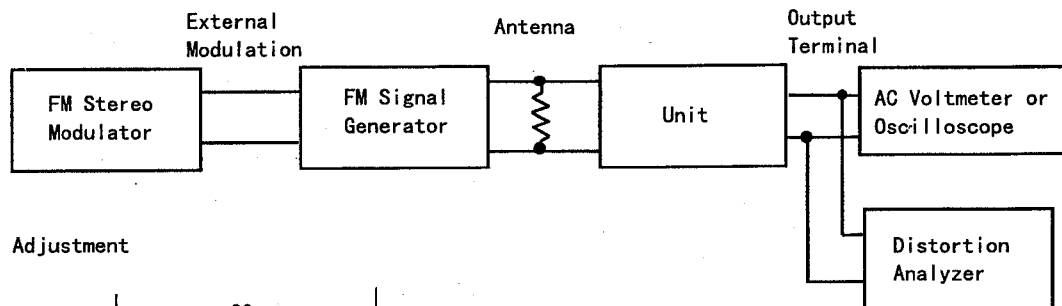 External
Modulation
Antenna
Output
Terminal
FM Stereo
Modulator
FM Signal
Generator
Unit
AC Voltmeter or
Oscilloscope
Distortion
Analyzer
Adjustment